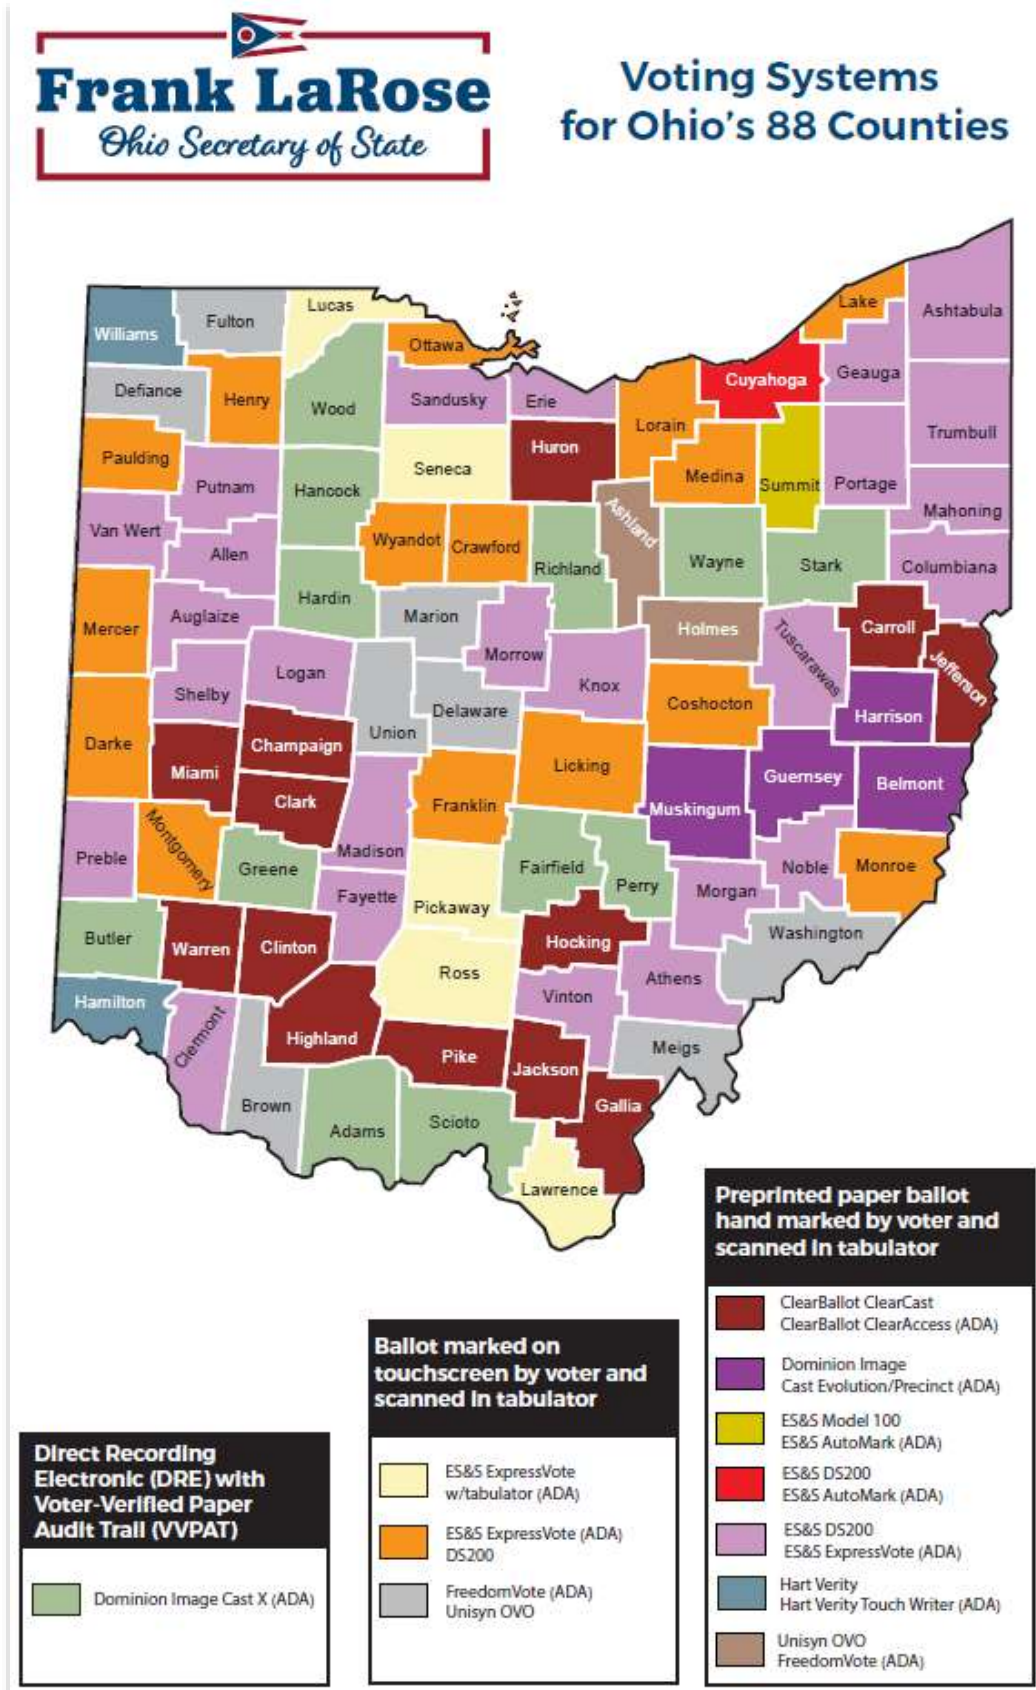 Frank LaRose
Ohio Secretary of State
Voting Systems
for Ohio's 88 Counties
Williams
Fulton
Lucas
Ottawa
Lake
Ashtabula
Defiance
Henry
Wood
Sandusky
Erie
Cuyahoga
Geauga
Paulding
Putnam
Hancock
Seneca
Huron
Lorain
Medina
Summit
Portage
Trumbull
Mahoning
Van Wert
Allen
Wyandot
Crawford
Richland
Ashland
Wayne
Stark
Columbiana
Mercer
Auglaize
Hardin
Marion
Morrow
Holmes
Tuscarawas
Carroll
Jefferson
Shelby
Logan
Union
Delaware
Knox
Coshocton
Harrison
Darke
Miami
Champaign
Clark
Madison
Franklin
Licking
Muskingum
Guernsey
Belmont
Preble
Montgomery
Greene
Fayette
Pickaway
Fairfield
Perry
Morgan
Noble
Monroe
Butler
Warren
Clinton
Ross
Hocking
Athens
Washington
Hamilton
Clermont
Highland
Pike
Vinton
Jackson
Meigs
Brown
Adams
Scioto
Gallia
Lawrence
Direct Recording
Electronic (DRE) with
Voter-Verified Paper
Audit Trail (VVPAT)
Dominion Image Cast X (ADA)
Ballot marked on
touchscreen by voter and
scanned in tabulator
ES&S ExpressVote
w/tabulator (ADA)
ES&S ExpressVote (ADA)
DS200
FreedomVote (ADA)
Unisyn OVO
Preprinted paper ballot
hand marked by voter and
scanned in tabulator
ClearBallot ClearCast
ClearBallot ClearAccess (ADA)
Dominion Image
Cast Evolution/Precinct (ADA)
ES&S Model 100
ES&S AutoMark (ADA)
ES&S DS200
ES&S AutoMark (ADA)
ES&S DS200
ES&S ExpressVote (ADA)
Hart Verity
Hart Verity Touch Writer (ADA)
Unisyn OVO
FreedomVote (ADA)